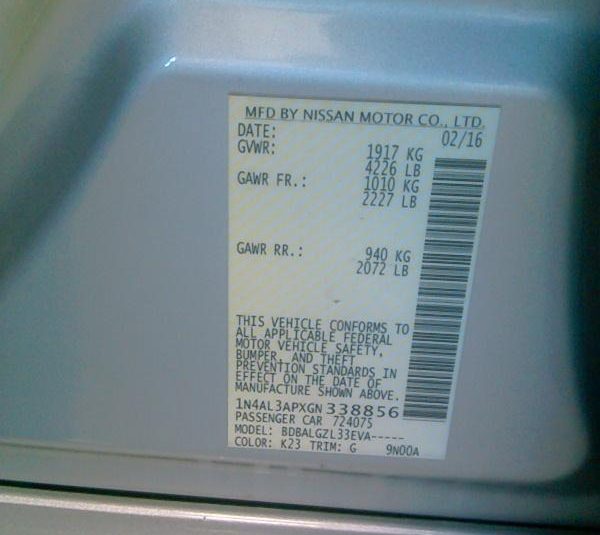 MFD BY NISSAN MOTOR CO., LTD.
DATE: 02/16
GVWR: 1917 KG
4226 LB
GAWR FR.: 1010 KG
2227 LB
GAWR RR.: 940 KG
2072 LB
THIS VEHICLE CONFORMS TO
ALL APPLICABLE FEDERAL
MOTOR VEHICLE SAFETY,
BUMPER, AND THEFT
PREVENTION STANDARDS IN
EFFECT ON THE DATE OF
MANUFACTURE SHOWN ABOVE.
1N4AL3APXGN338856
PASSENGER CAR 724075
MODEL: BDBALGZL33EVA-----
COLOR: K23 TRIM: G 9N00A